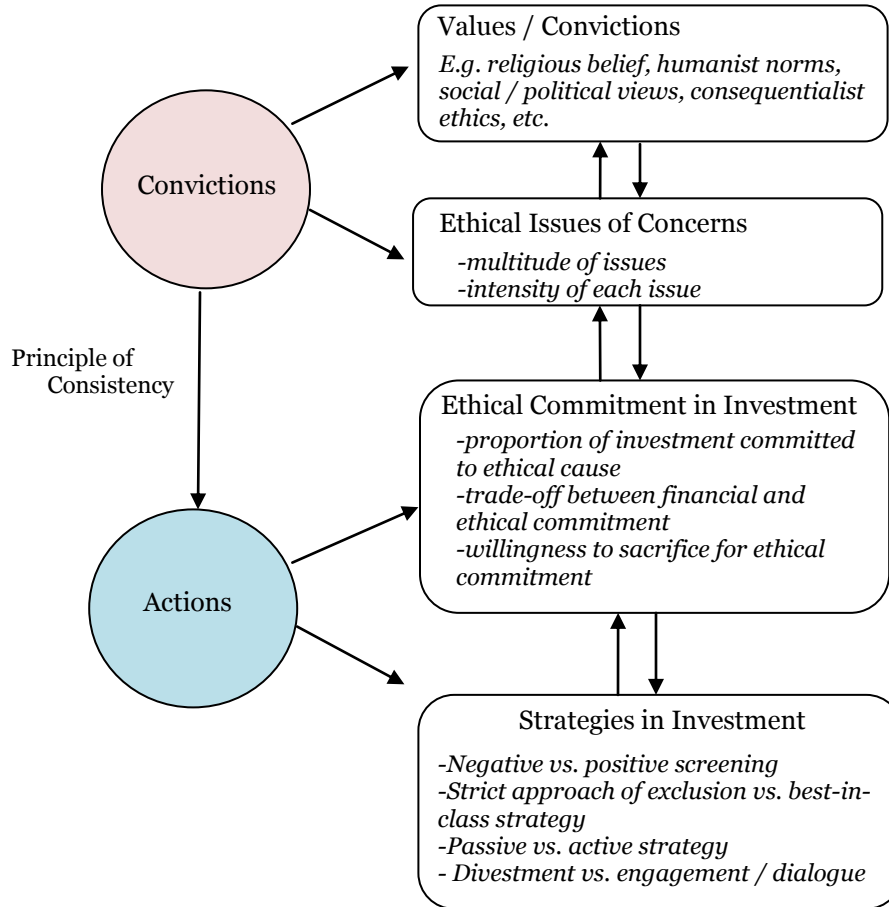 Values / Convictions
E.g. religious belief, humanist norms,
social / political views, consequentialist
ethics, etc.
Convictions
Ethical Issues of Concerns
-multitude of issues
-intensity of each issue
Principle of
Consistency
Ethical Commitment in Investment
-proportion of investment committed
to ethical cause
-trade-off between financial and
ethical commitment
-willingness to sacrifice for ethical
commitment
Actions
Strategies in Investment
-Negative vs. positive screening
-Strict approach of exclusion vs. best-in-
class strategy
-Passive vs. active strategy
- Divestment vs. engagement / dialogue